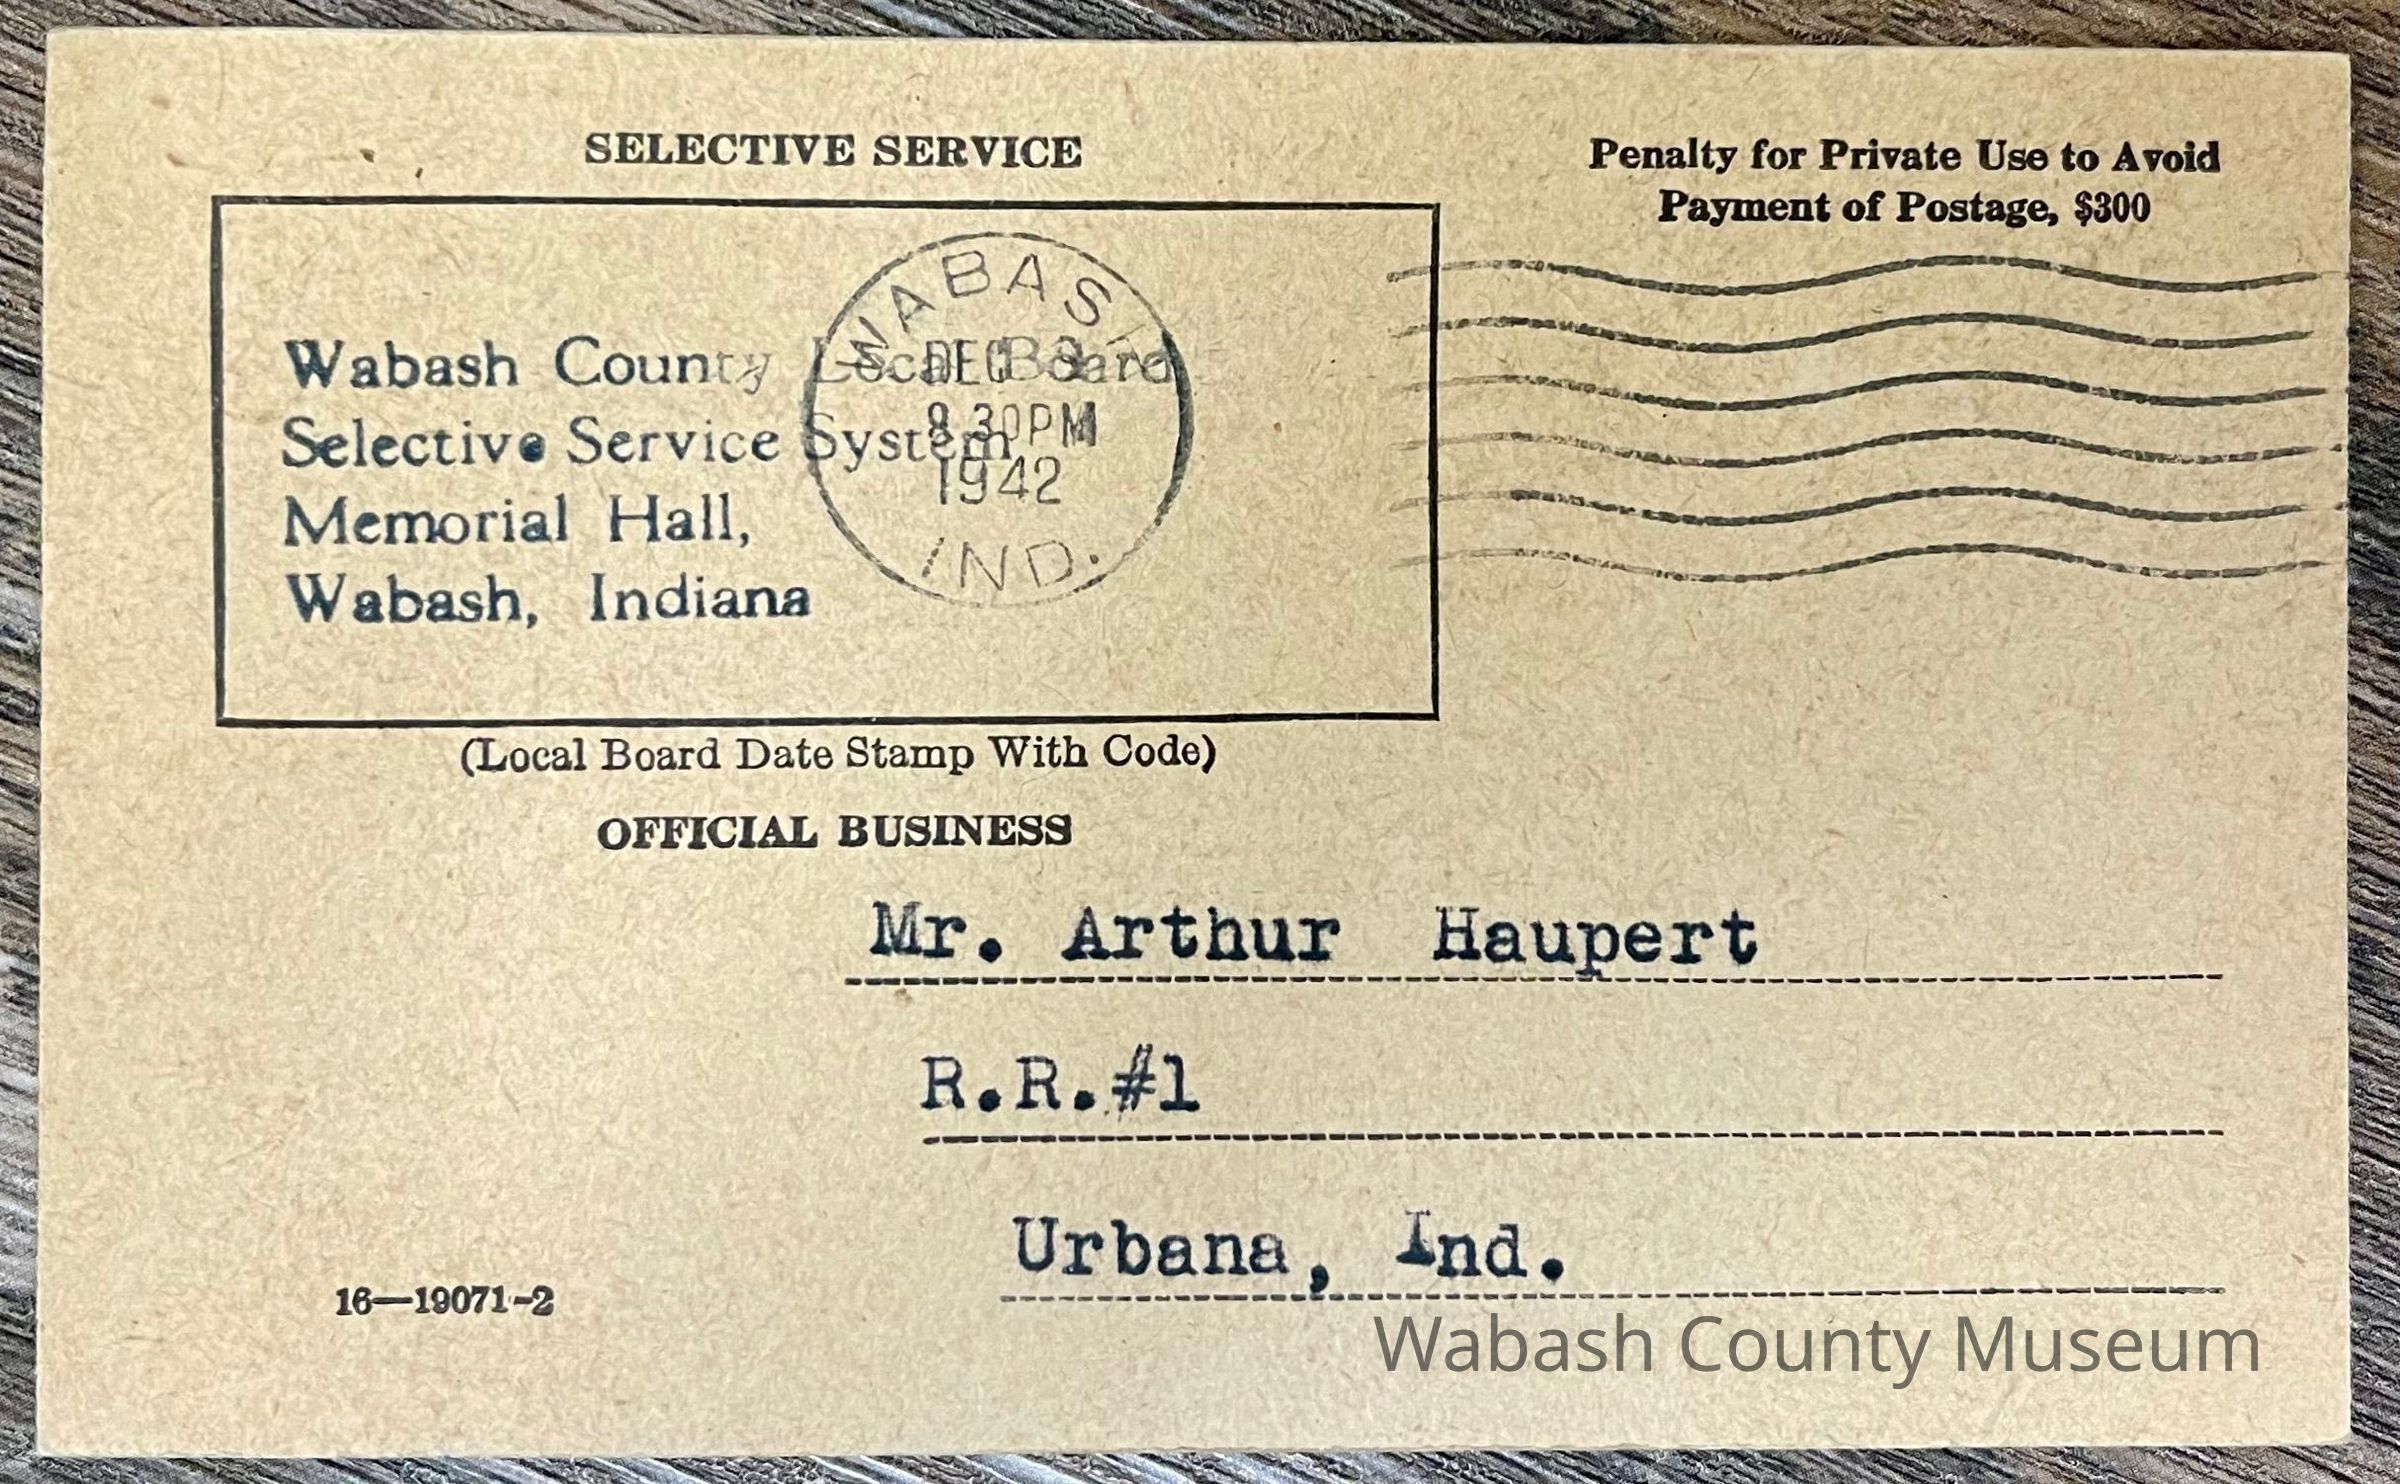 SELECTIVE SERVICE
Penalty for Private Use to Avoid
Payment of Postage, $300
Wabash County Local Board
Selective Service System
Memorial Hall,
Wabash, Indiana
WABASH
DEC
8 30PM
1942
IND.
(Local Board Date Stamp With Code)
OFFICIAL BUSINESS
Mr. Arthur Haupert
R.R.#1
Urbana, Ind.
16—19071-2
Wabash County Museum